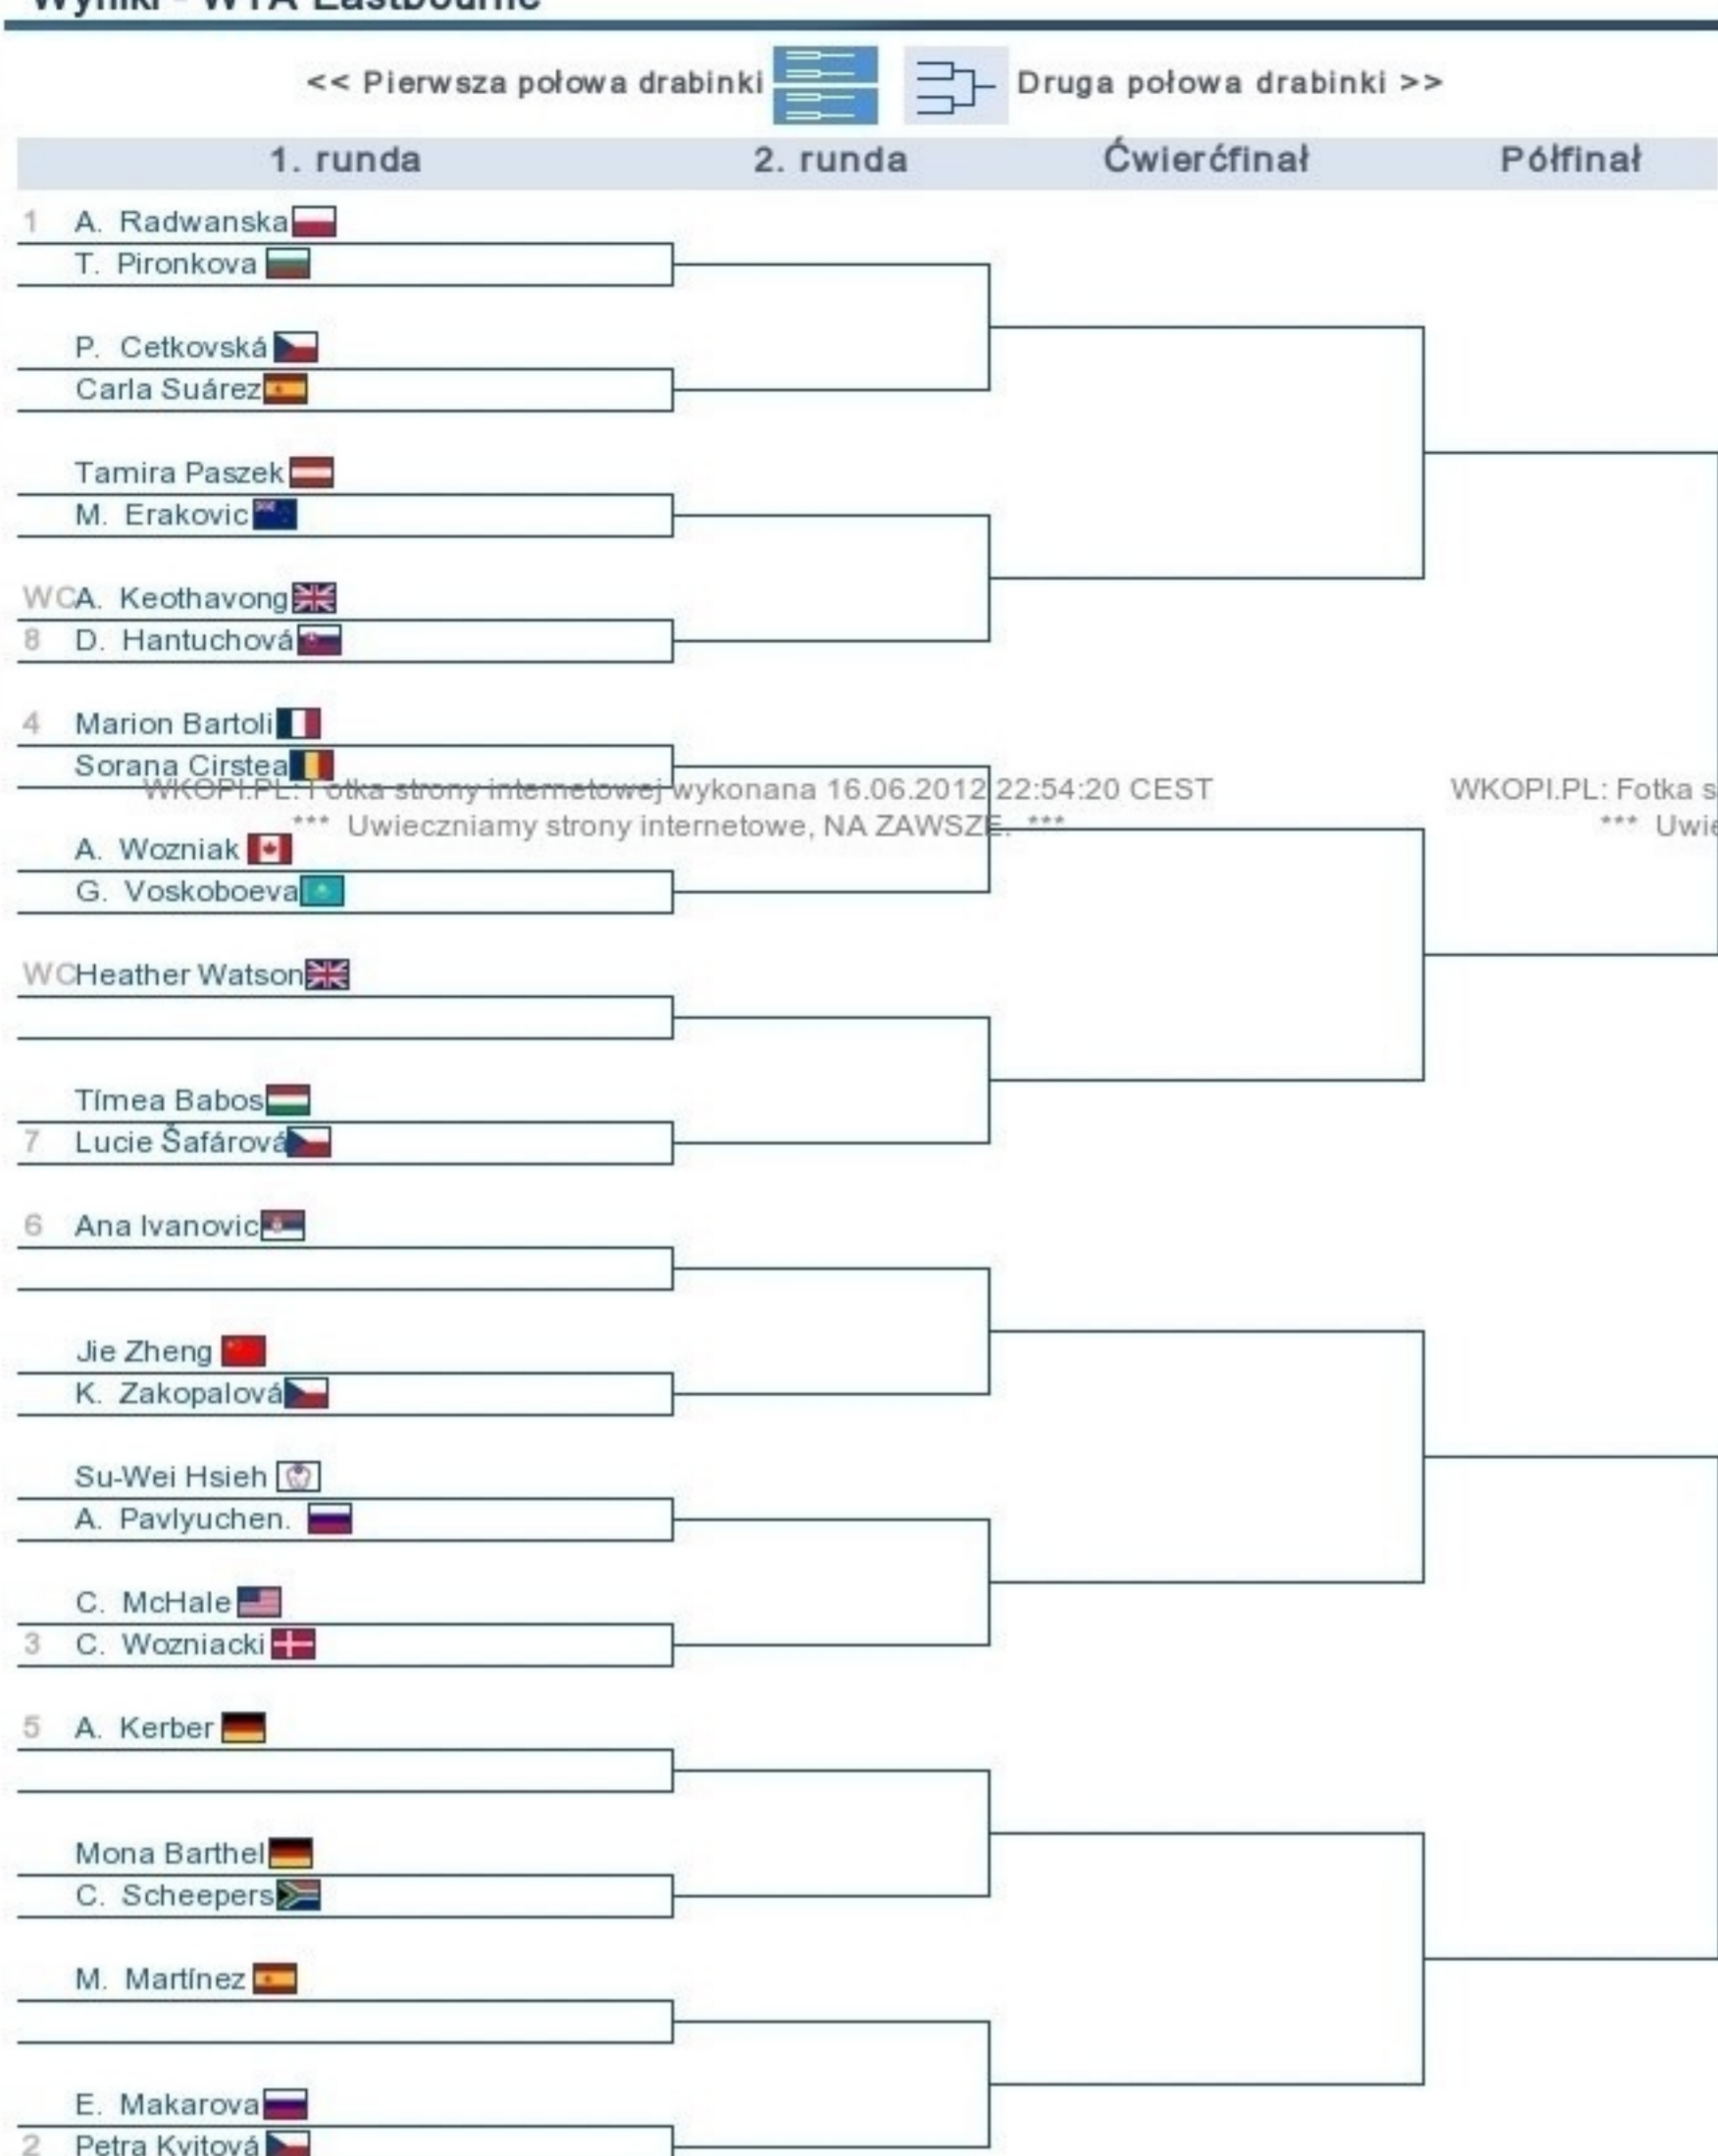 Wyniki - WTA Eastbourne
<< Pierwsza połowa drabinki Druga połowa drabinki >>
1. runda 2. runda Ćwierćfinał Półfinał
1 A. Radwanska
T. Pironkova
P. Cetkovská
Carla Suárez
Tamira Paszek
M. Erakovic
WC A. Keothavong
8 D. Hantuchová
4 Marion Bartoli
Sorana Cirstea
WKOPI.PL: Fotka strony internetowej wykonana 16.06.2012 22:54:20 CEST WKOPI.PL: Fotka s
*** Uwieczniamy strony internetowe, NA ZAWSZE. *** *** Uwie
A. Wozniak
G. Voskoboeva
WC Heather Watson
Tímea Babos
7 Lucie Šafárová
6 Ana Ivanovic
Jie Zheng
K. Zakopalová
Su-Wei Hsieh
A. Pavlyuchen.
C. McHale
3 C. Wozniacki
5 A. Kerber
Mona Barthel
C. Scheepers
M. Martínez
E. Makarova
2 Petra Kvitová